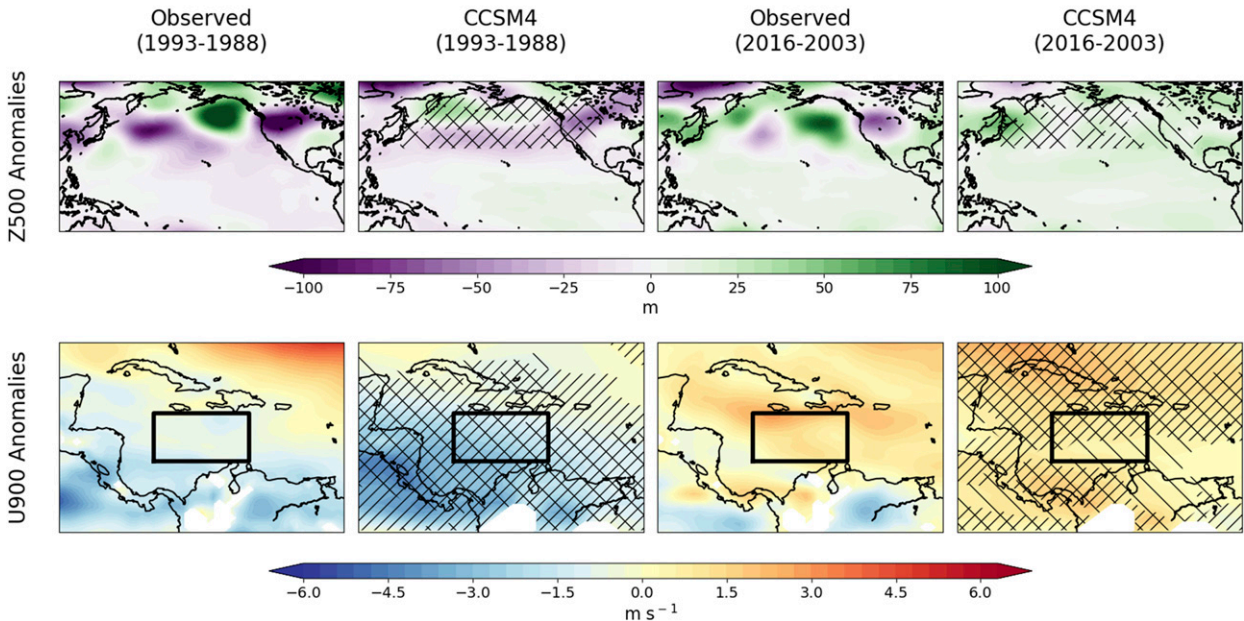 Observed
(1993-1988)
CCSM4
(1993-1988)
Observed
(2016-2003)
CCSM4
(2016-2003)
Z500 Anomalies
−100 −75 −50 −25 0 25 50 75 100
m
U900 Anomalies
−6.0 −4.5 −3.0 −1.5 0.0 1.5 3.0 4.5 6.0
m s⁻¹